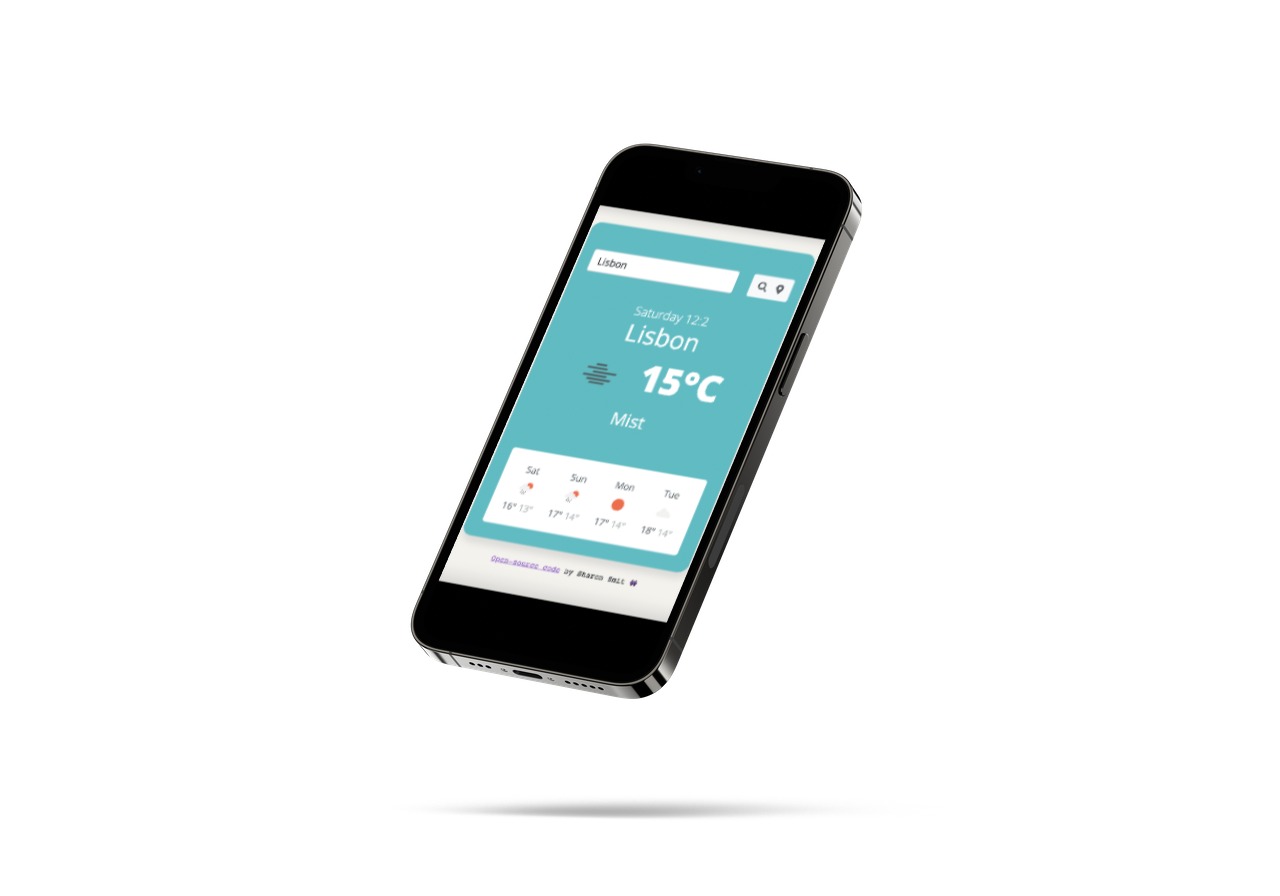 Lisbon
Saturday 12:2
Lisbon
15°C
Mist
Sat Sun Mon Tue
16° 13° 17° 14° 17° 14° 18° 14°
Open-source code by Sharon Smit